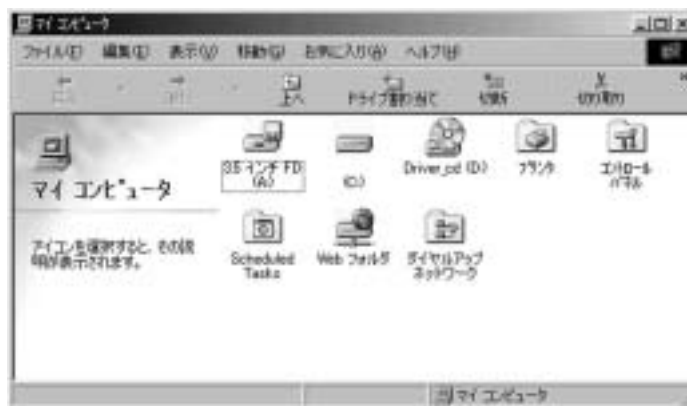 マイ コンピュータ
ファイル(F) 編集(E) 表示(V) 移動(G) お気に入り(A) ヘルプ(H)
上へ ドライブ割り当て 切断 切り取り
マイ コンピュータ
アイコンを選択すると、その説
明が表示されます。
3.5 インチ FD
(A:)
(C:)
Driver_cd (D:)
プリンタ
コントロール
パネル
Scheduled
Tasks
Web フォルダ
ダイヤルアップ
ネットワーク
マイ コンピュータ